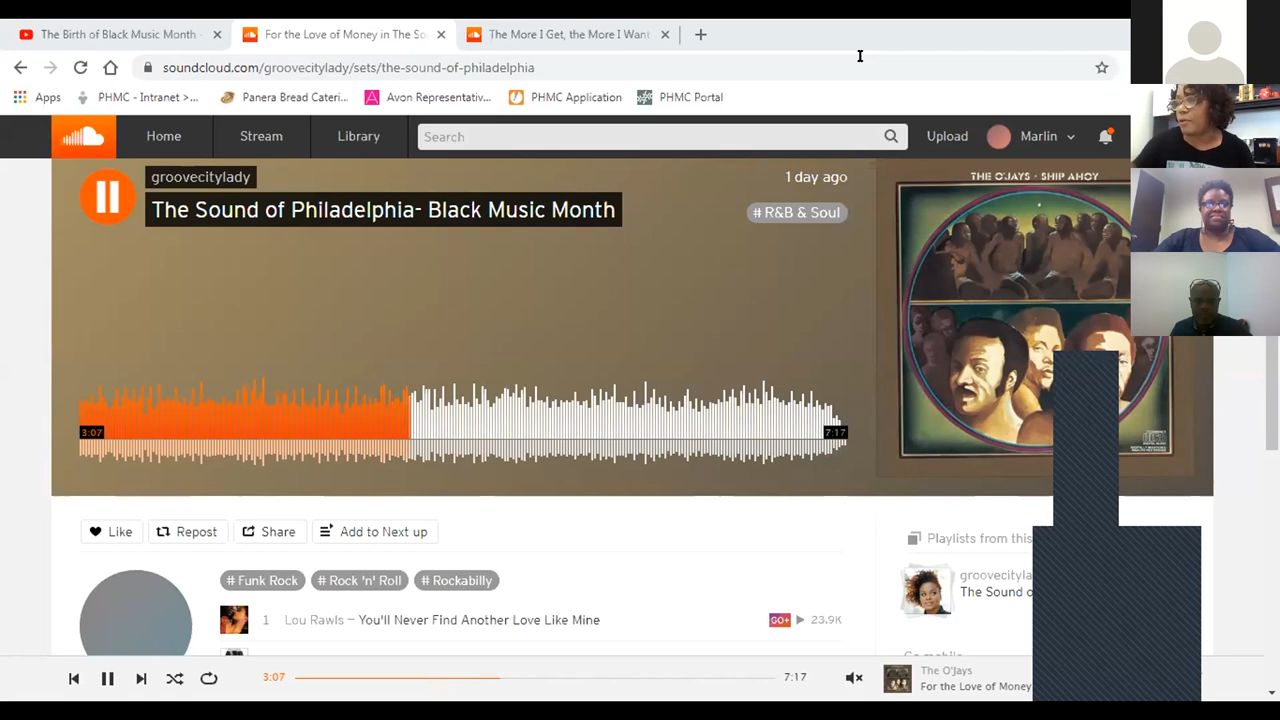 The Birth of Black Music Month -
For the Love of Money in The So
The More I Get, the More I Want
soundcloud.com/groovecitylady/sets/the-sound-of-philadelphia
Apps
PHMC - Intranet >...
Panera Bread Cateri...
Avon Representativ...
PHMC Application
PHMC Portal
Home
Stream
Library
Search
Upload
Marlin
groovecitylady
1 day ago
The Sound of Philadelphia- Black Music Month
# R&B & Soul
THE O'JAYS · SHIP AHOY
3:07
7:17
Like
Repost
Share
Add to Next up
Playlists from this
# Funk Rock
# Rock 'n' Roll
# Rockabilly
groovecityla
The Sound o
1 Lou Rawls – You'll Never Find Another Love Like Mine
GO+
23.9K
3:07
7:17
The O'Jays
For the Love of Money